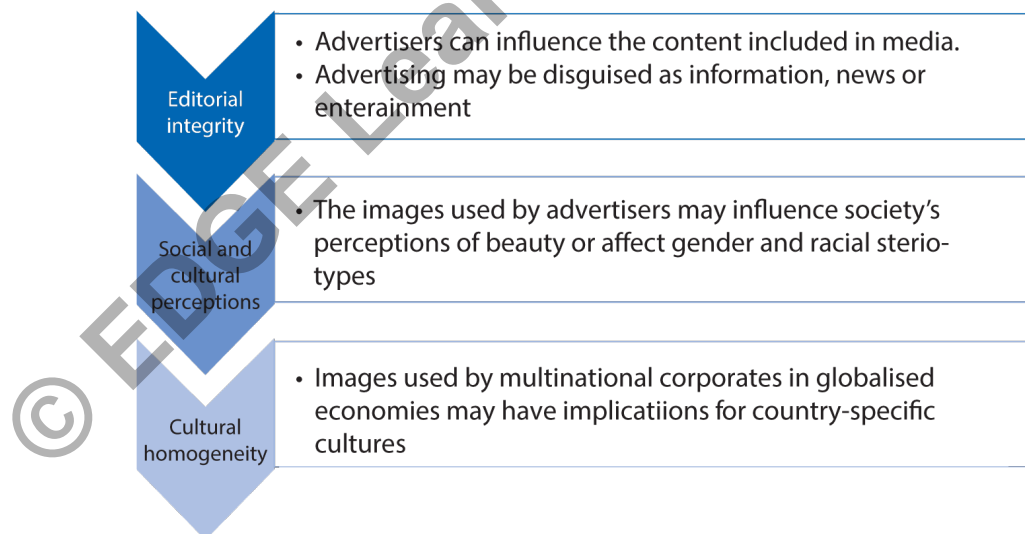 Editorial
integrity
• Advertisers can influence the content included in media.
• Advertising may be disguised as information, news or
enterainment
Social and
cultural
perceptions
• The images used by advertisers may influence society’s
perceptions of beauty or affect gender and racial sterio-
types
Cultural
homogeneity
• Images used by multinational corporates in globalised
economies may have implicatiions for country-specific
cultures
© EDGE Lear